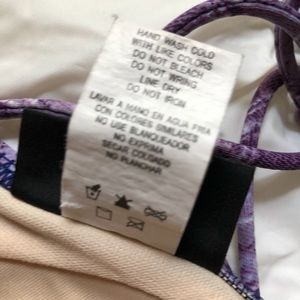 HAND WASH COLD
WITH LIKE COLORS
DO NOT BLEACH
DO NOT WRING
LINE DRY
DO NOT IRON
LAVAR A MANO EN AGUA FRIA
CON COLORES SIMILARES
NO USE BLANQUEADOR
NO EXPRIMIR
SECAR COLGADO
NO PLANCHAR